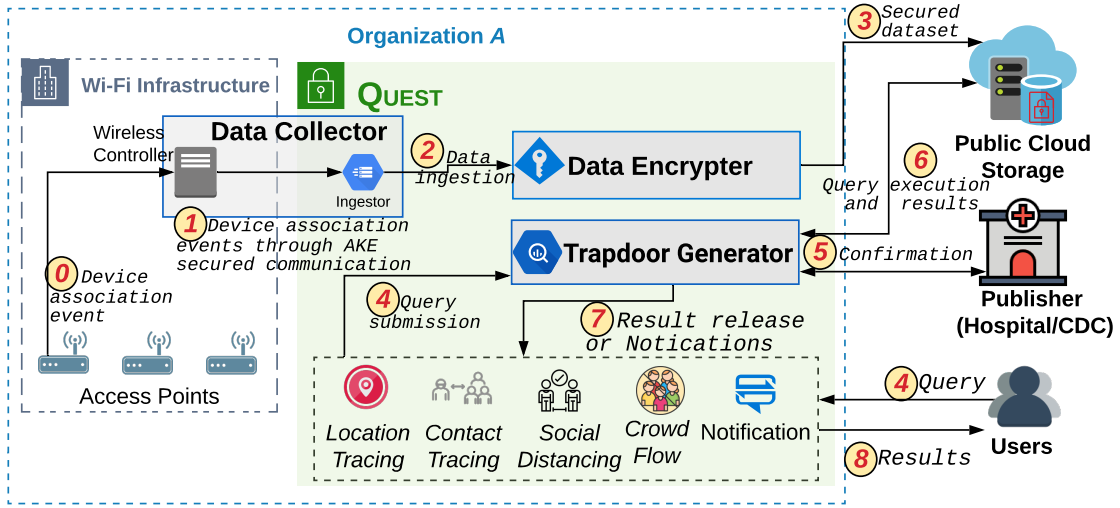 Organization A
Wi-Fi Infrastructure
QUEST
Wireless
Controller
Data Collector
Ingestor
2 Data
ingestion
Data Encrypter
3 Secured
dataset
Public Cloud
Storage
1 Device association
events through AKE
secured communication
0 Device
association
event
Access Points
Trapdoor Generator
6
Query execution
and results
5 Confirmation
Publisher
(Hospital/CDC)
4 Query
submission
7 Result release
or Notications
Location
Tracing
Contact
Tracing
Social
Distancing
Crowd
Flow
Notification
4 Query
Users
8 Results